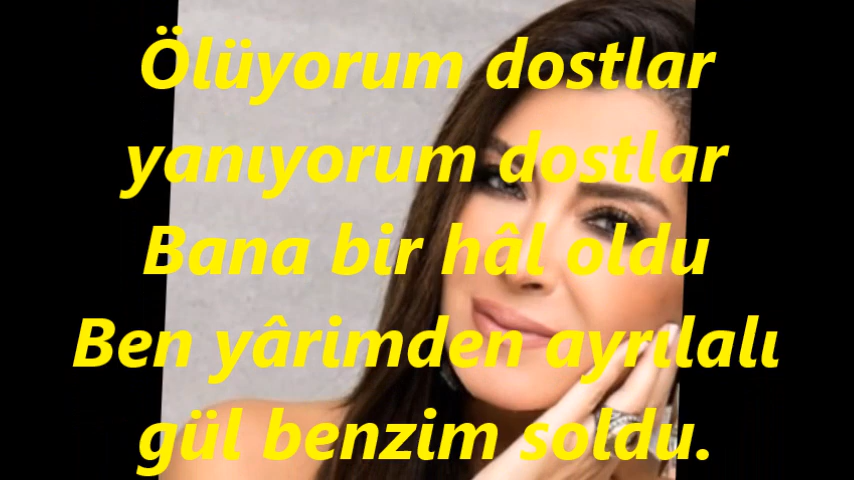 Ölüyorum dostlar
yanıyorum dostlar
Bana bir hâl oldu
Ben yârimden ayrılalı
gül benzim soldu.